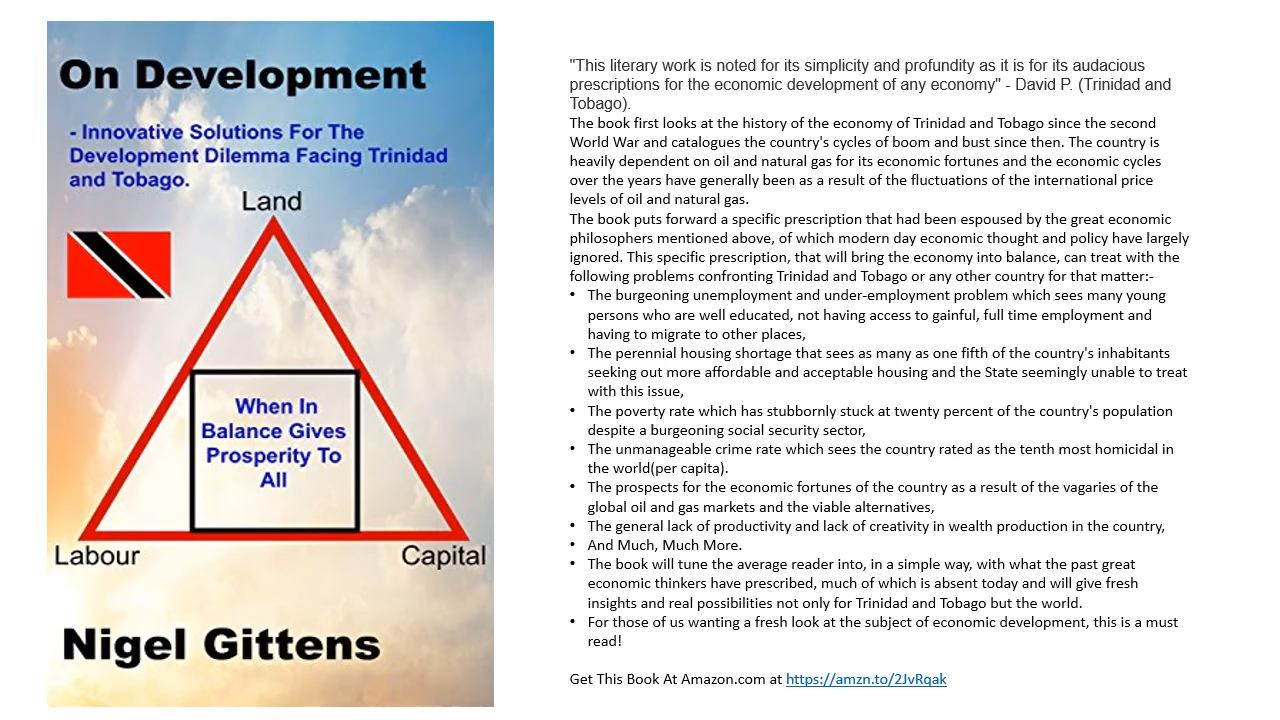 On Development
- Innovative Solutions For The
Development Dilemma Facing Trinidad
and Tobago.
Land
When In
Balance Gives
Prosperity To
All
Labour
Capital
Nigel Gittens
"This literary work is noted for its simplicity and profundity as it is for its audacious
prescriptions for the economic development of any economy" - David P. (Trinidad and
Tobago).
The book first looks at the history of the economy of Trinidad and Tobago since the second
World War and catalogues the country's cycles of boom and bust since then. The country is
heavily dependent on oil and natural gas for its economic fortunes and the economic cycles
over the years have generally been as a result of the fluctuations of the international price
levels of oil and natural gas.
The book puts forward a specific prescription that had been espoused by the great economic
philosophers mentioned above, of which modern day economic thought and policy have largely
ignored. This specific prescription, that will bring the economy into balance, can treat with the
following problems confronting Trinidad and Tobago or any other country for that matter:-
• The burgeoning unemployment and under-employment problem which sees many young
persons who are well educated, not having access to gainful, full time employment and
having to migrate to other places,
• The perennial housing shortage that sees as many as one fifth of the country's inhabitants
seeking out more affordable and acceptable housing and the State seemingly unable to treat
with this issue,
• The poverty rate which has stubbornly stuck at twenty percent of the country's population
despite a burgeoning social security sector,
• The unmanageable crime rate which sees the country rated as the tenth most homicidal in
the world(per capita).
• The prospects for the economic fortunes of the country as a result of the vagaries of the
global oil and gas markets and the viable alternatives,
• The general lack of productivity and lack of creativity in wealth production in the country,
• And Much, Much More.
• The book will tune the average reader into, in a simple way, with what the past great
economic thinkers have prescribed, much of which is absent today and will give fresh
insights and real possibilities not only for Trinidad and Tobago but the world.
• For those of us wanting a fresh look at the subject of economic development, this is a must
read!
Get This Book At Amazon.com at https://amzn.to/2JvRqak